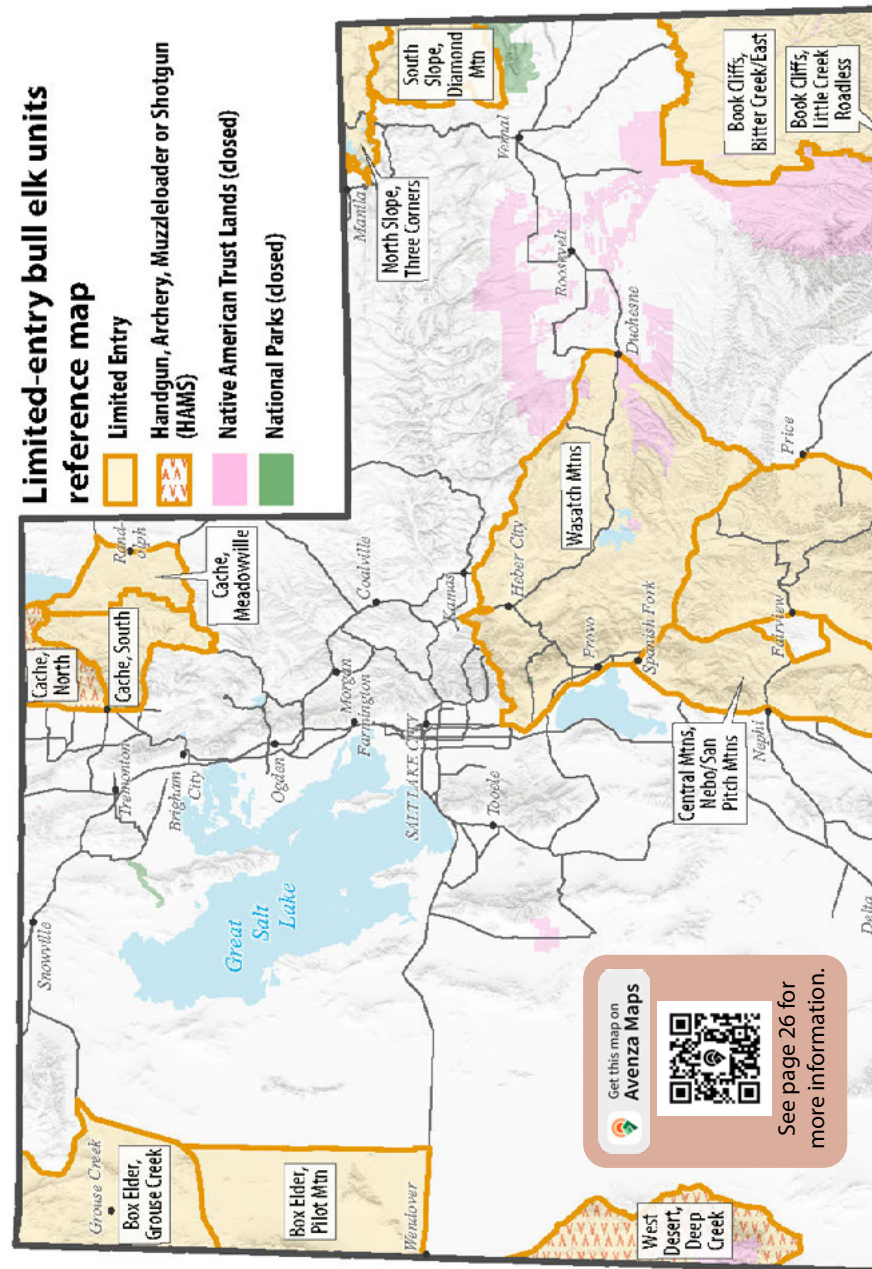 Limited-entry bull elk units
reference map
Limited Entry
Handgun, Archery, Muzzleloader or Shotgun
(HAMS)
Native American Trust Lands (closed)
National Parks (closed)
Snowville
Grouse Creek
Box Elder,
Grouse Creek
Box Elder,
Pilot Mtn
Wendover
Great
Salt
Lake
Tremonton
Brigham
City
Ogden
Cache,
North
Cache, South
Rand-
olph
Cache,
Meadowville
Morgan
Farmington
Coalville
SALT LAKE CITY
Tooele
Kamas
Heber City
Provo
Spanish Fork
Wasatch Mtns
Manila
North Slope,
Three Corners
South
Slope,
Diamond
Mtn
Vernal
Roosevelt
Duchesne
Book Cliffs,
Bitter Creek/East
Book Cliffs,
Little Creek
Roadless
Price
Fairview
Central Mtns,
Nebo/San
Pitch Mtns
Nephi
Delta
West
Desert,
Deep
Creek
Get this map on
Avenza Maps
See page 26 for
more information.